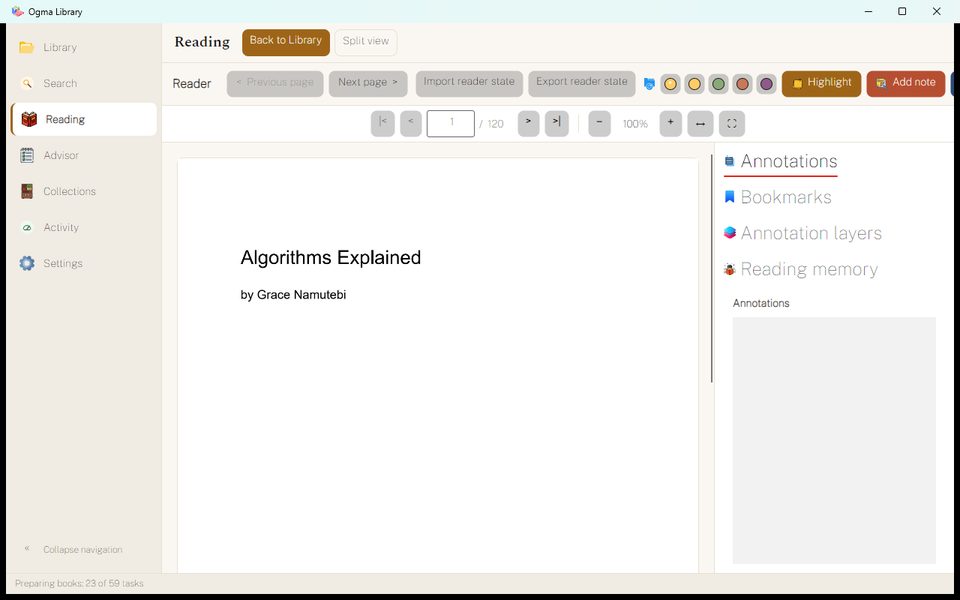 Ogma Library
Library
Search
Reading
Advisor
Collections
Activity
Settings
« Collapse navigation
Preparing books: 23 of 59 tasks
Reading Back to Library Split view
Reader < Previous page Next page > Import reader state Export reader state Highlight Add note
|< < 1 / 120 > >| − 100% + ↔ ⛶
Algorithms Explained
by Grace Namutebi
Annotations
Bookmarks
Annotation layers
Reading memory
Annotations